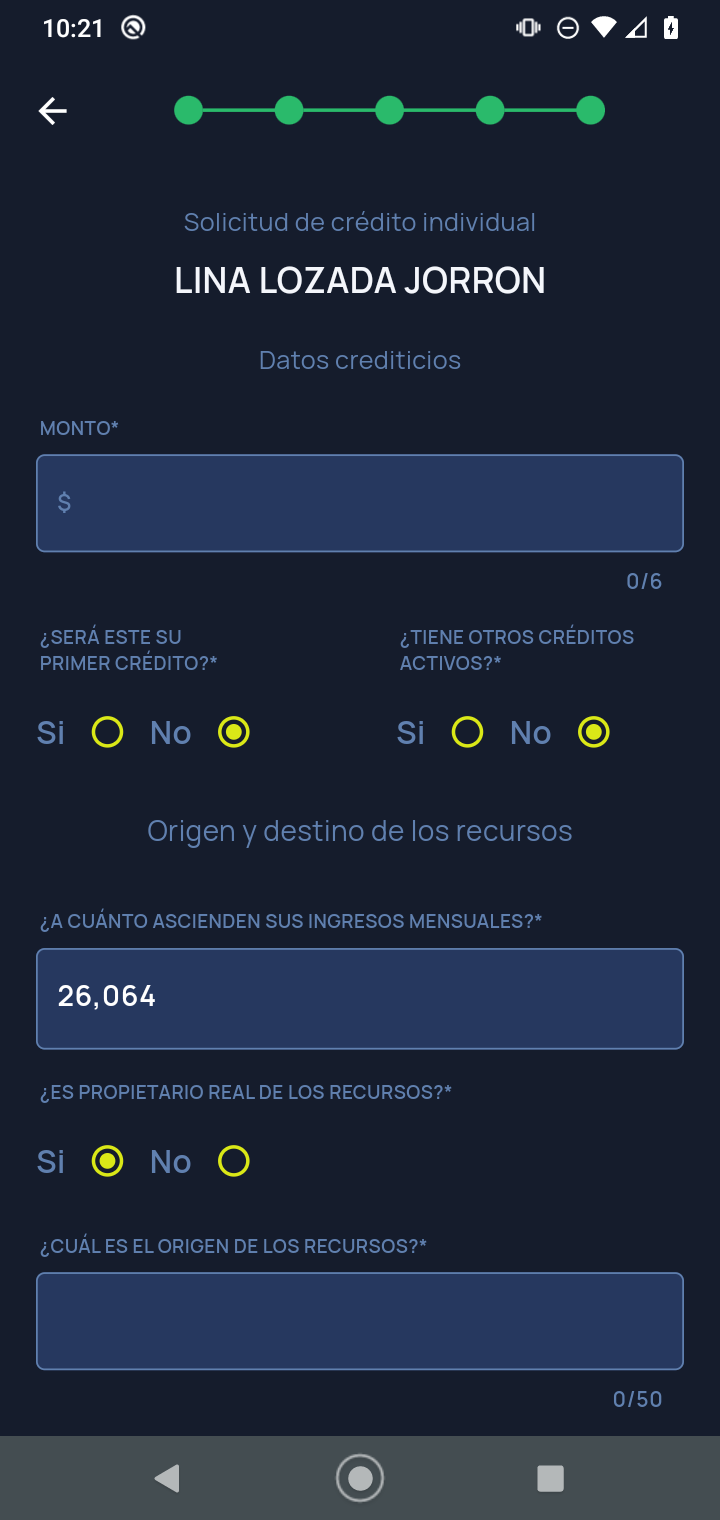 10:21
Solicitud de crédito individual
LINA LOZADA JORRON
Datos crediticios
MONTO*
$
0/6
¿SERÁ ESTE SU
PRIMER CRÉDITO?*
Si No
¿TIENE OTROS CRÉDITOS
ACTIVOS?*
Si No
Origen y destino de los recursos
¿A CUÁNTO ASCIENDEN SUS INGRESOS MENSUALES?*
26,064
¿ES PROPIETARIO REAL DE LOS RECURSOS?*
Si No
¿CUÁL ES EL ORIGEN DE LOS RECURSOS?*
0/50